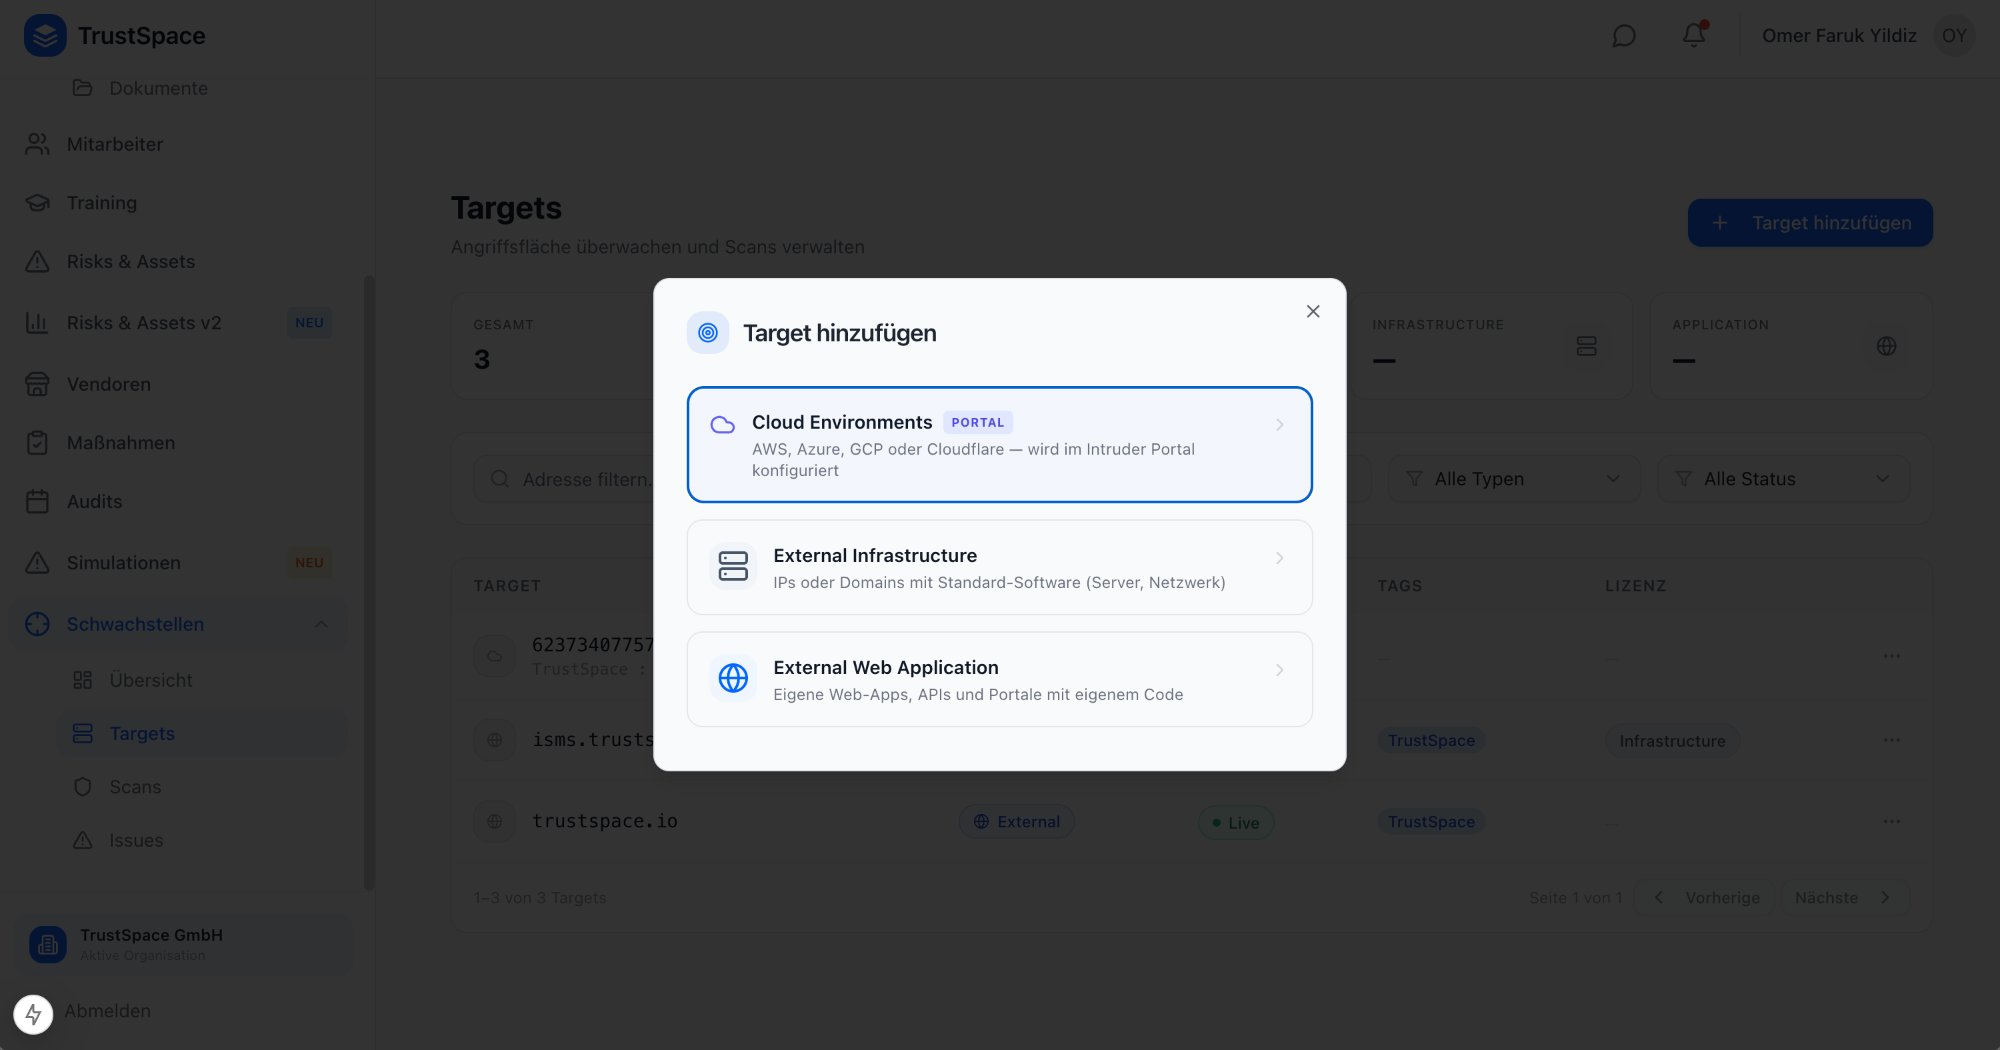 TrustSpace
Omer Faruk Yildiz
OY
Dokumente
Mitarbeiter
Training
Risks & Assets
Risks & Assets v2
NEU
Vendoren
Maßnahmen
Audits
Simulationen
NEU
Schwachstellen
Übersicht
Targets
Scans
Issues
TrustSpace GmbH
Aktive Organisation
Abmelden
Targets
Angriffsfläche überwachen und Scans verwalten
Target hinzufügen
GESAMT
3
INFRASTRUCTURE
—
APPLICATION
—
Adresse filtern.
Alle Typen
Alle Status
TARGET
TAGS
LIZENZ
62373407757
TrustSpace :
—
—
isms.trusts
TrustSpace
Infrastructure
trustspace.io
External
Live
TrustSpace
—
1–3 von 3 Targets
Seite 1 von 1
Vorherige
Nächste
Target hinzufügen
Cloud Environments
PORTAL
AWS, Azure, GCP oder Cloudflare — wird im Intruder Portal
konfiguriert
External Infrastructure
IPs oder Domains mit Standard-Software (Server, Netzwerk)
External Web Application
Eigene Web-Apps, APIs und Portale mit eigenem Code